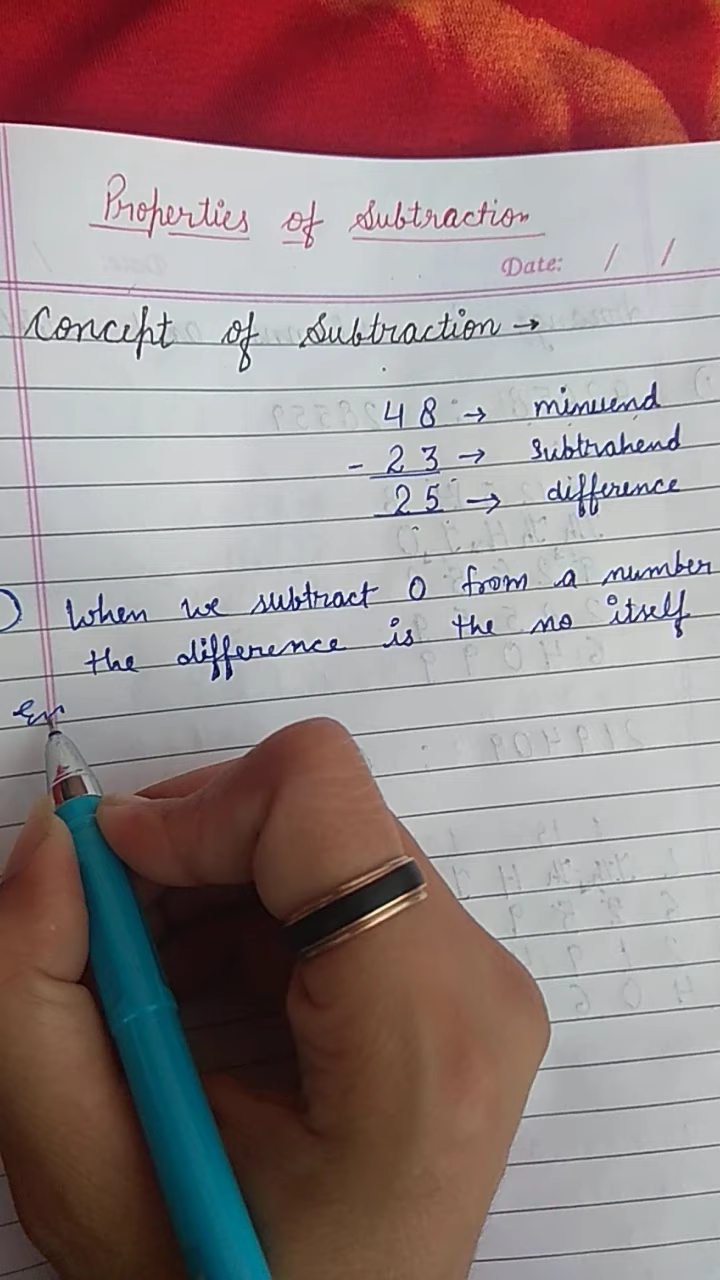 Properties of Subtraction
Date: / /
Concept of Subtraction →
48 → minuend
- 23 → Subtrahend
25 → difference
) When we subtract 0 from a number
the difference is the no itself